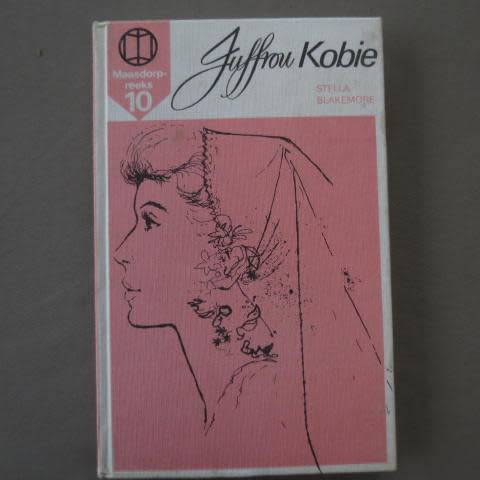 Juffrou Kobie
Maasdorp-
reeks
10
STELLA
BLAKEMORE